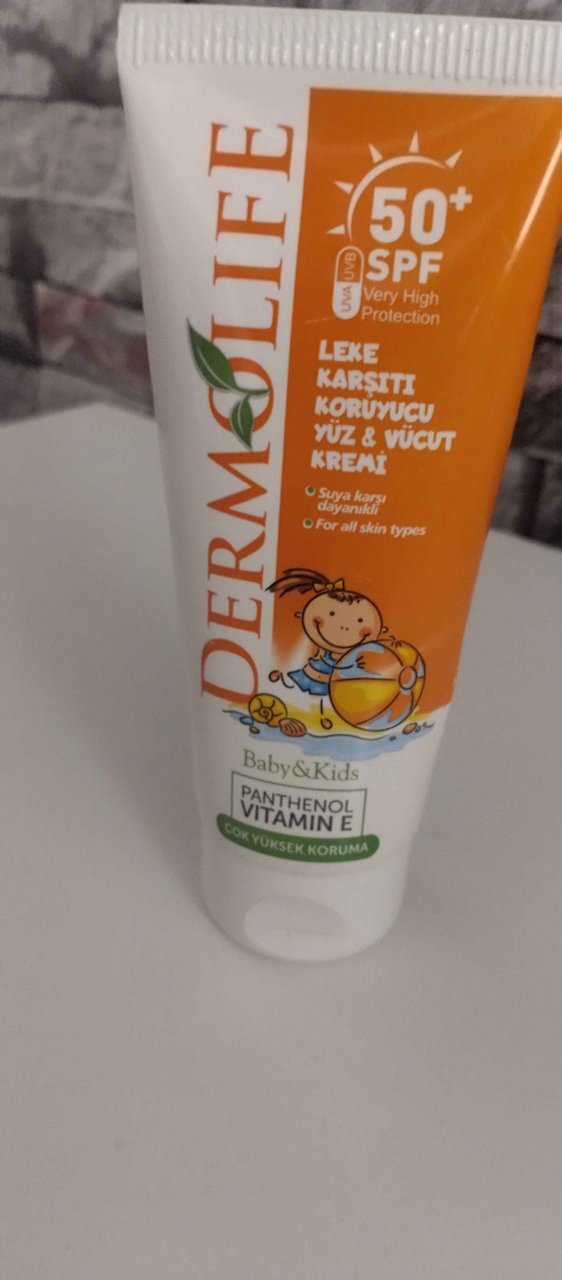 DERMOLIFE
50+
SPF
UVA UVB
Very High
Protection
LEKE
KARŞITI
KORUYUCU
YÜZ & VÜCUT
KREMİ
Suya karşı
dayanıklı
For all skin types
Baby&Kids
PANTHENOL
VITAMIN E
ÇOK YÜKSEK KORUMA